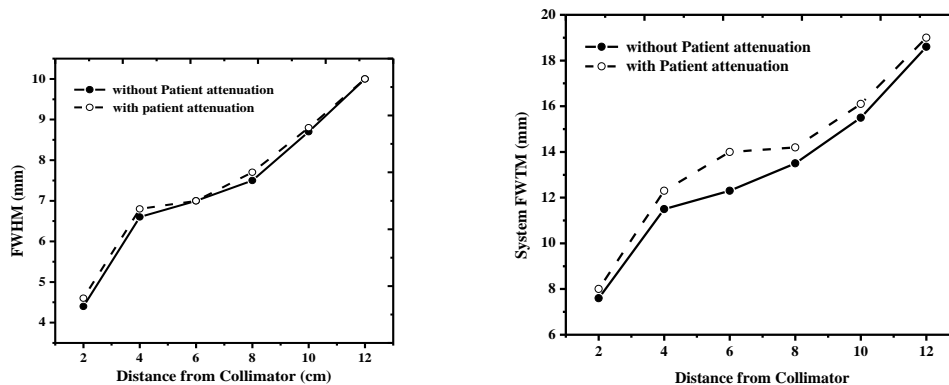 10
9
8
7
6
5
4
FWHM (mm)
without Patient attenuation
with patient attenuation
2 4 6 8 10 12
Distance from Collimator (cm)
20
18
16
14
12
10
8
6
System FWTM (mm)
without Patient attenuation
with Patient attenuation
2 4 6 8 10 12
Distance from Collimator